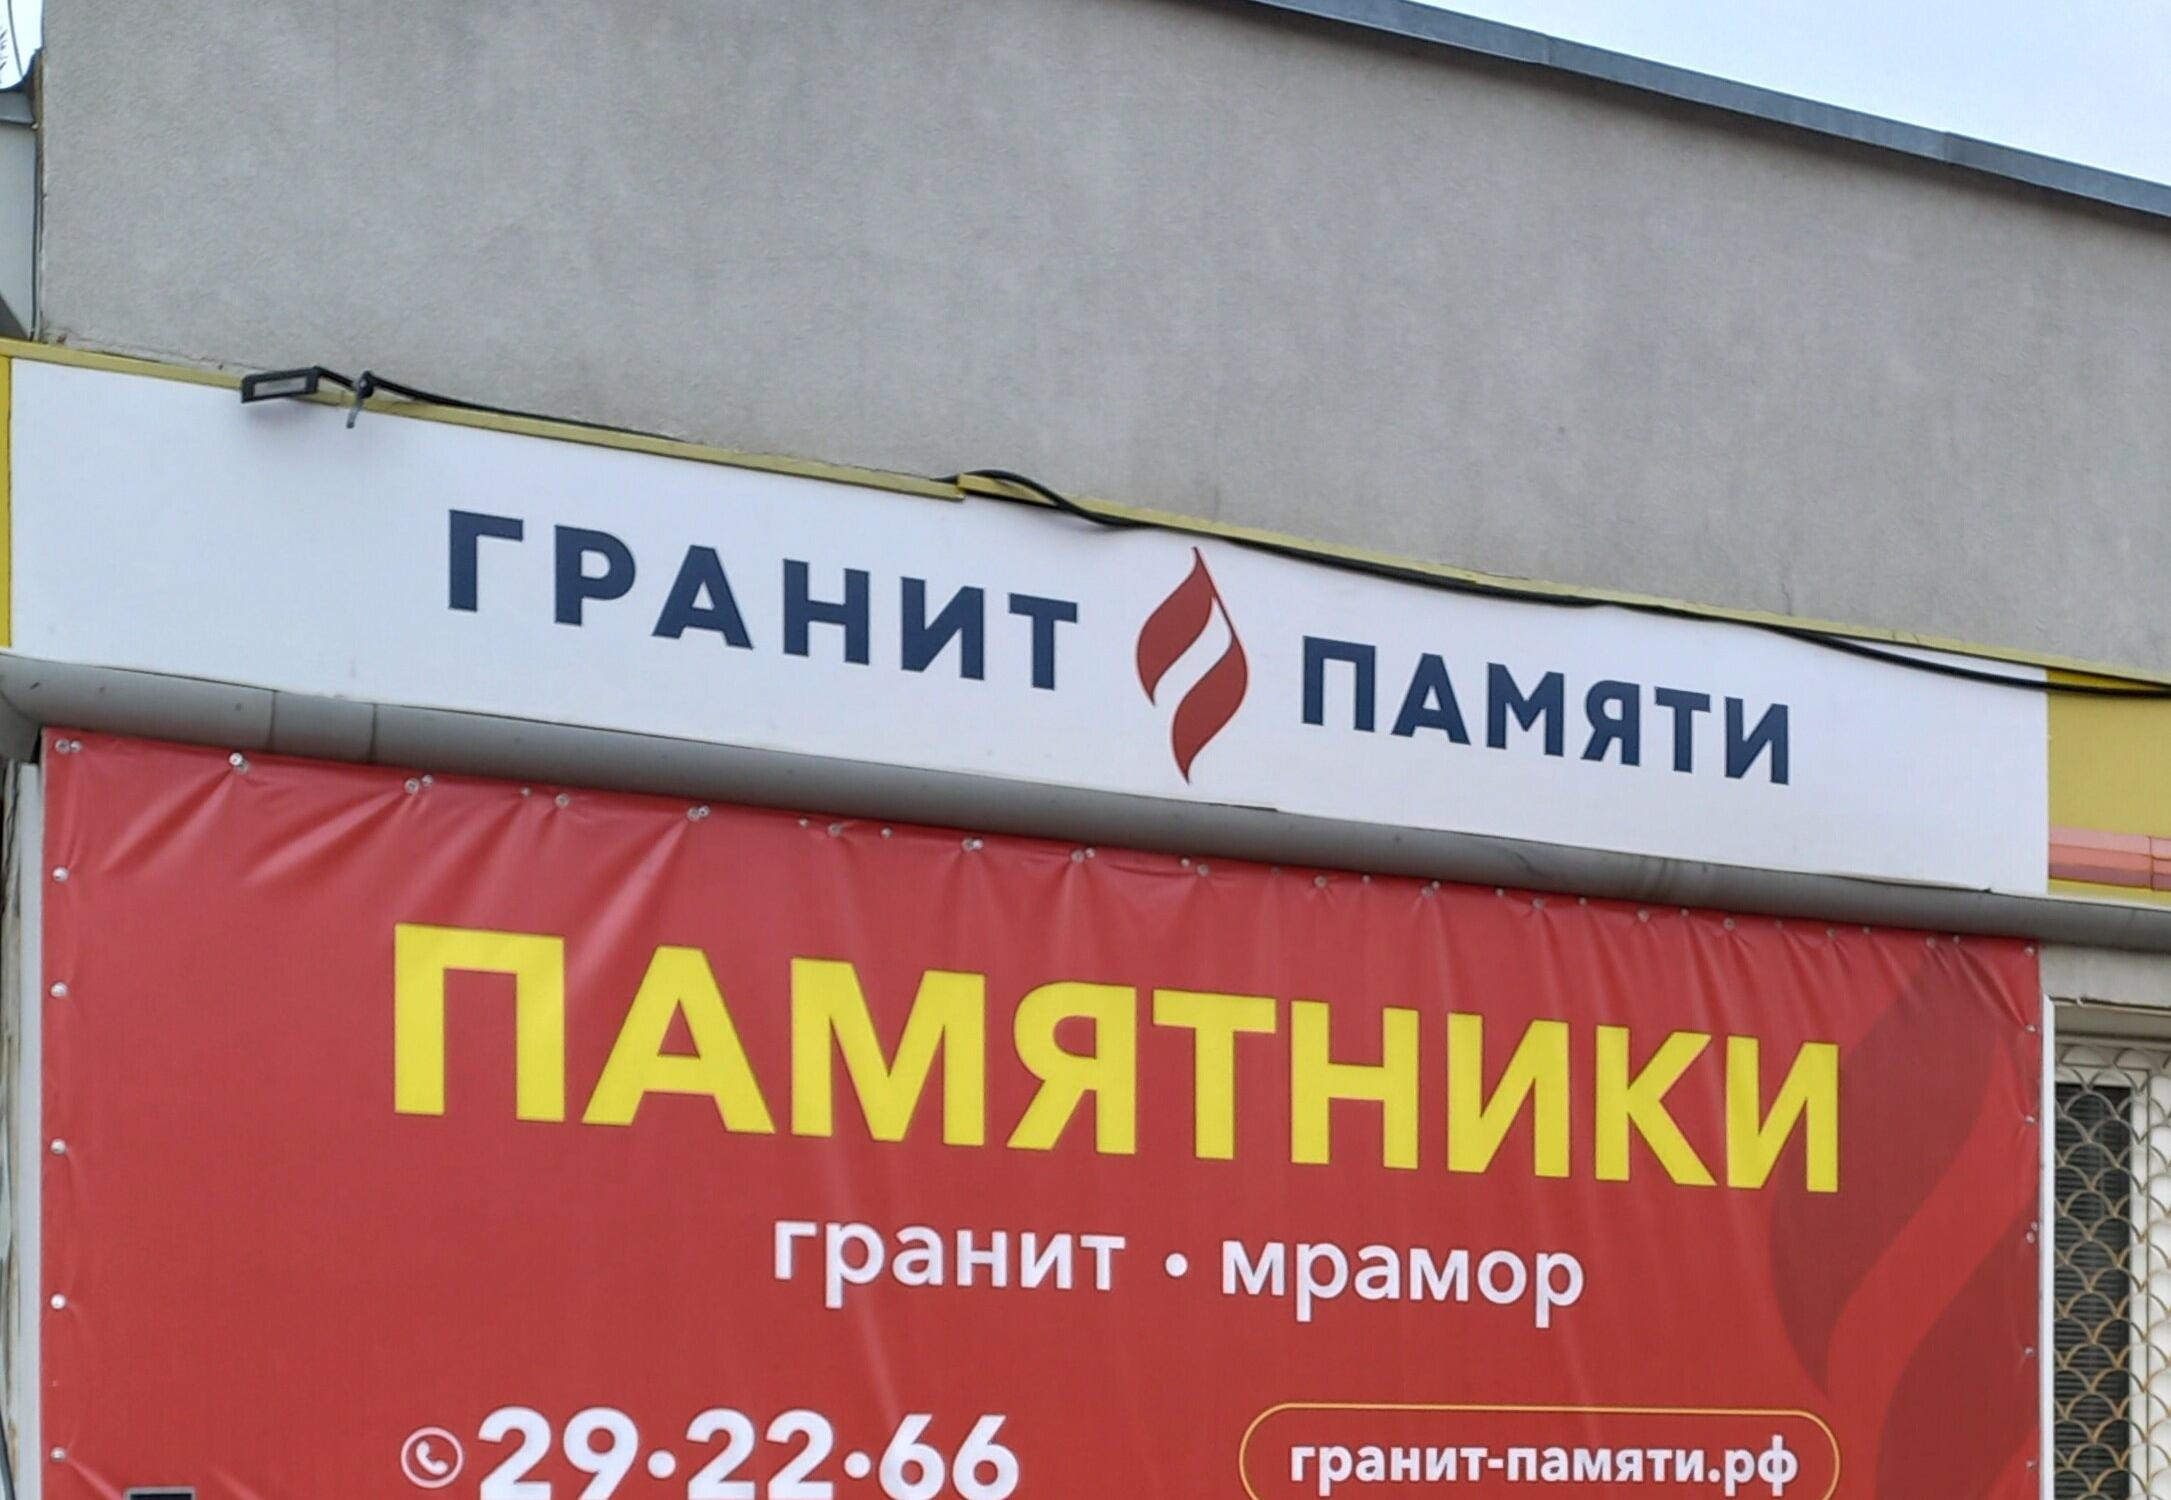 ГРАНИТ ПАМЯТИ
ПАМЯТНИКИ
гранит • мрамор
29•22•66
гранит-памяти.рф